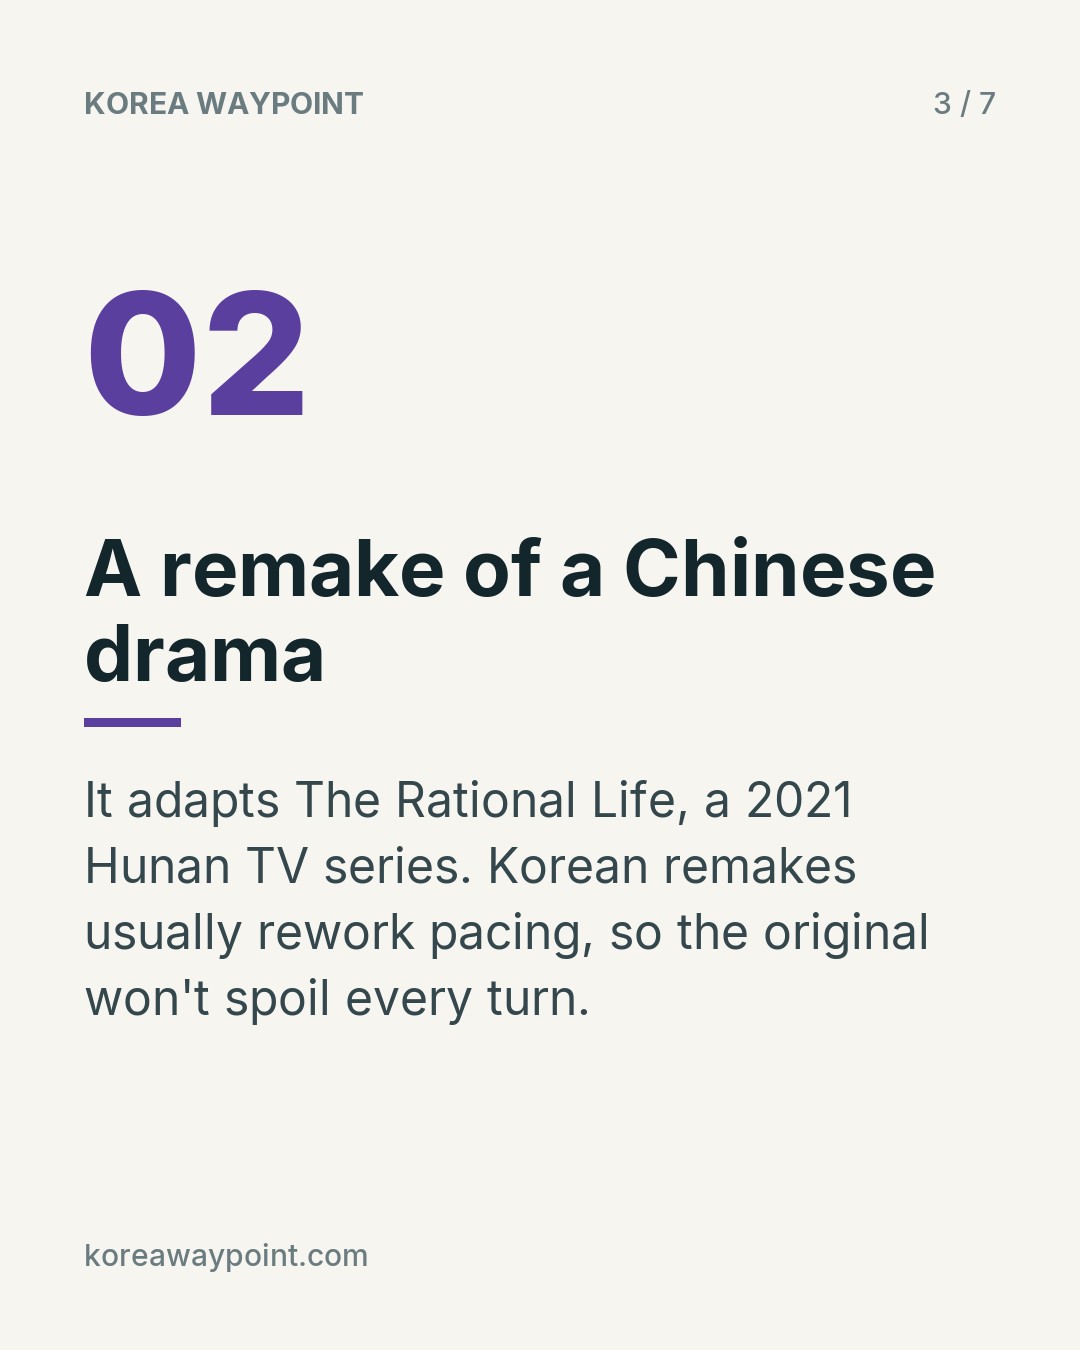 KOREA WAYPOINT
3 / 7
02
A remake of a Chinese
drama
It adapts The Rational Life, a 2021
Hunan TV series. Korean remakes
usually rework pacing, so the original
won't spoil every turn.
koreawaypoint.com